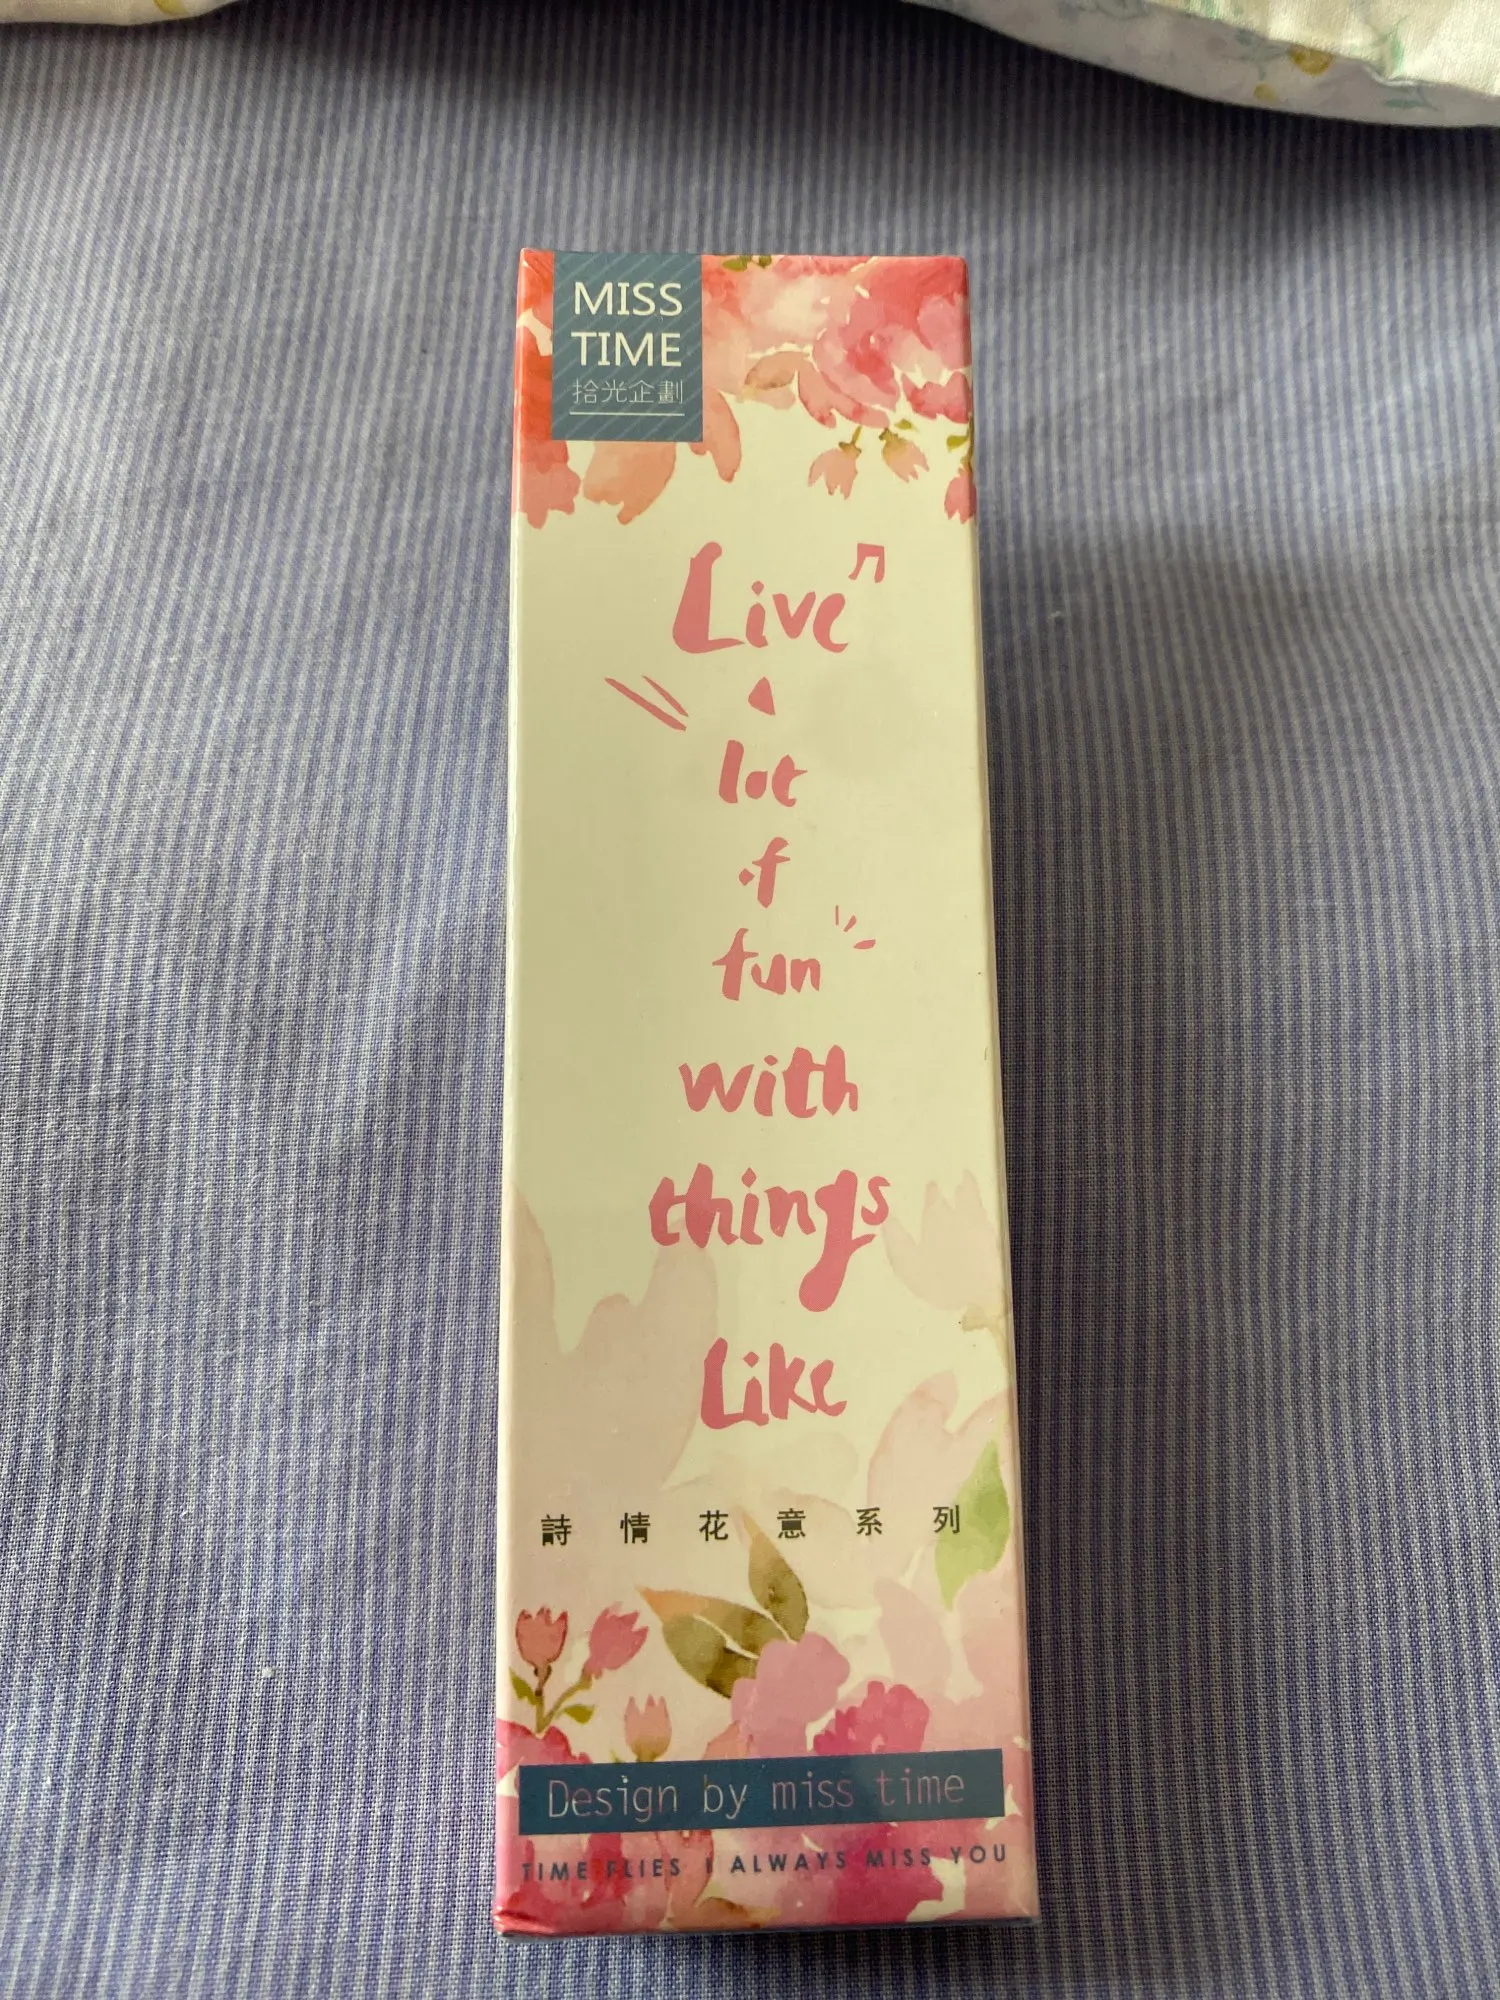 MISS
TIME
拾光企劃
Live
a
lot
of
fun
with
things
Like
詩情花意系列
Design by miss time
TIME FLIES I ALWAYS MISS YOU